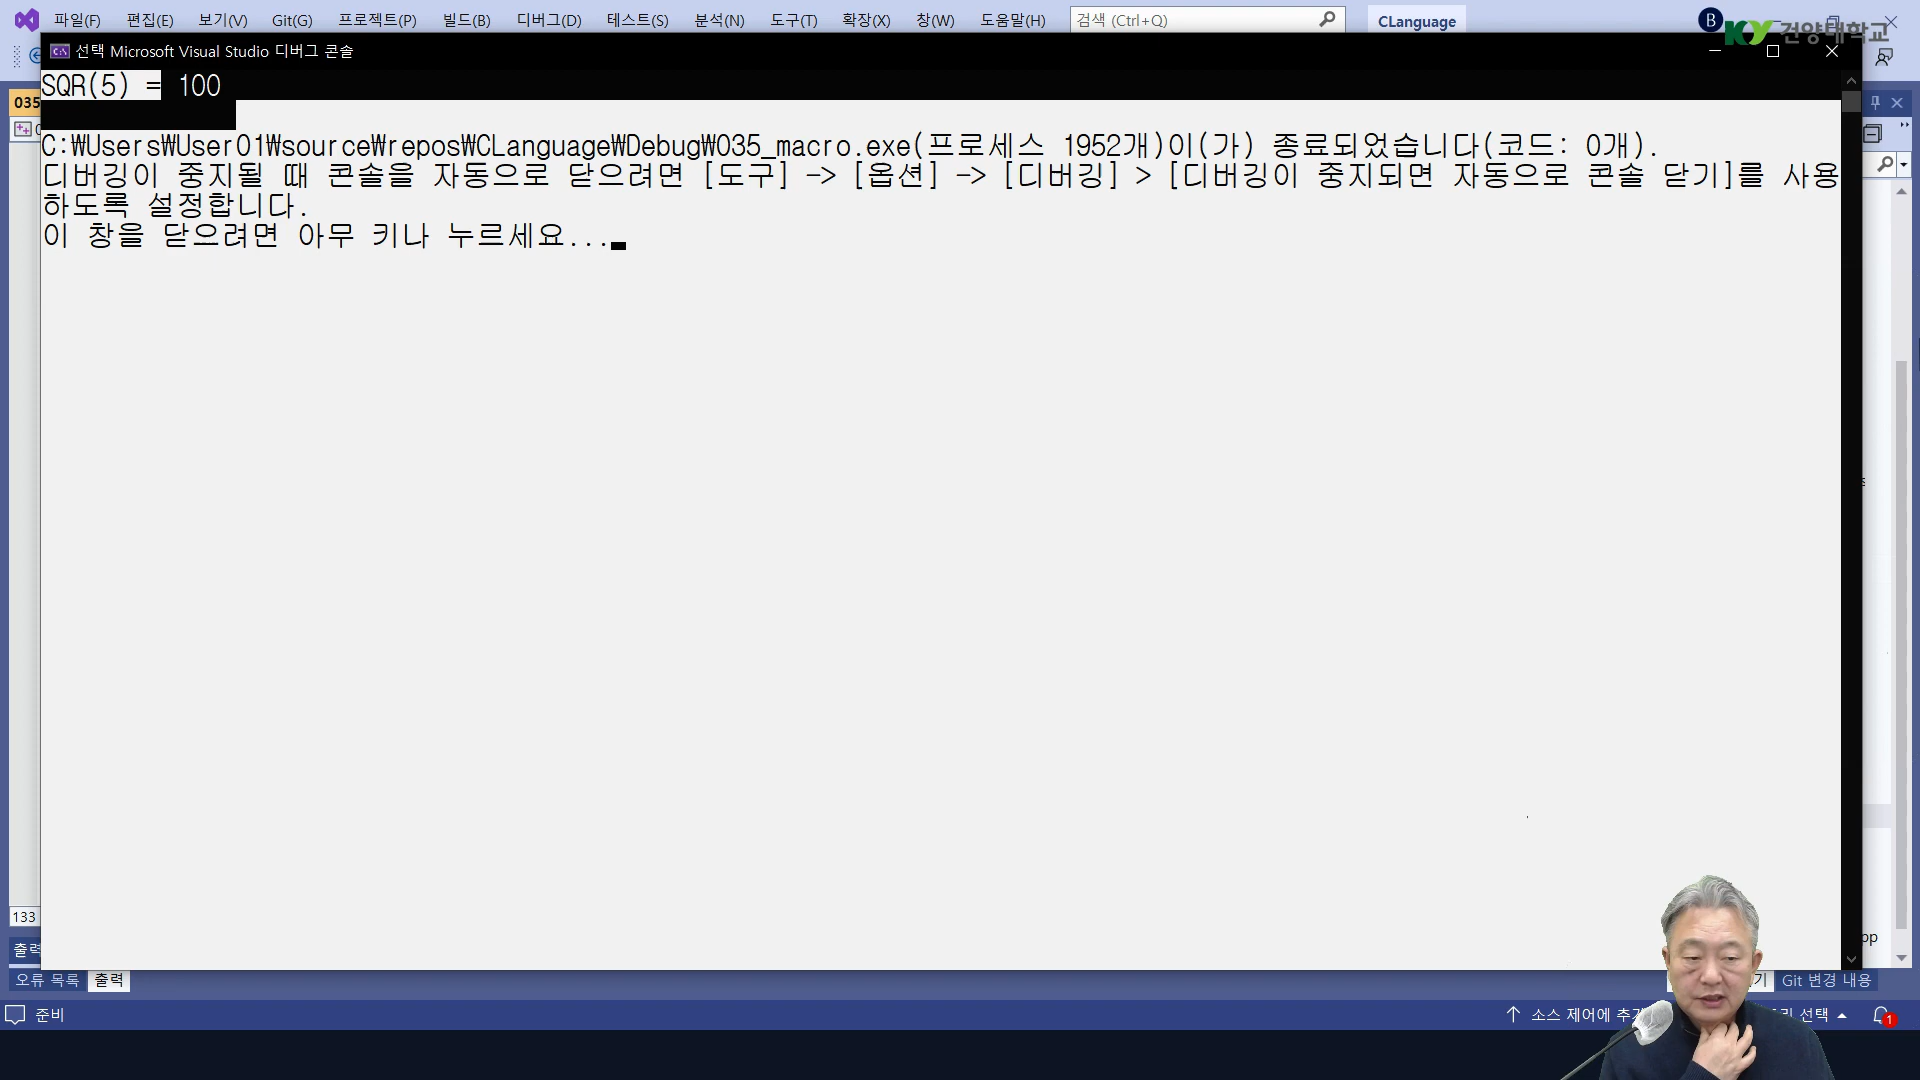 파일(F) 편집(E) 보기(V) Git(G) 프로젝트(P) 빌드(B) 디버그(D) 테스트(S) 분석(N) 도구(T) 확장(X) 창(W) 도움말(H) 검색 (Ctrl+Q) CLanguage B
KY 건양대학교
선택 Microsoft Visual Studio 디버그 콘솔
035
SQR(5) = 100
C:₩Users₩User01₩source₩repos₩CLanguage₩Debug₩035_macro.exe(프로세스 1952개)이(가) 종료되었습니다(코드: 0개).
디버깅이 중지될 때 콘솔을 자동으로 닫으려면 [도구] -> [옵션] -> [디버깅] > [디버깅이 중지되면 자동으로 콘솔 닫기]를 사용
하도록 설정합니다.
이 창을 닫으려면 아무 키나 누르세요...
133
출력
오류 목록 출력 Git 변경 내용
준비 소스 제어에 추가 선택 1